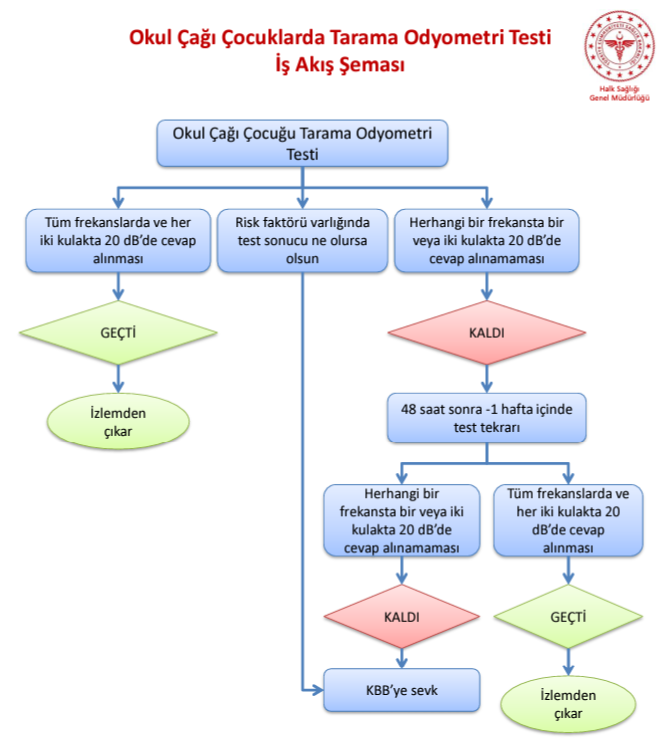 Okul Çağı Çocuklarda Tarama Odyometri Testi
İş Akış Şeması
Halk Sağlığı
Genel Müdürlüğü
Okul Çağı Çocuğu Tarama Odyometri
Testi
Tüm frekanslarda ve her
iki kulakta 20 dB’de cevap
alınması
Risk faktörü varlığında
test sonucu ne olursa
olsun
Herhangi bir frekansta bir
veya iki kulakta 20 dB’de
cevap alınamaması
GEÇTİ
KALDI
İzlemden
çıkar
48 saat sonra -1 hafta içinde
test tekrarı
Herhangi bir
frekansta bir veya iki
kulakta 20 dB’de
cevap alınamaması
Tüm frekanslarda ve
her iki kulakta 20
dB’de cevap
alınması
KALDI
GEÇTİ
KBB’ye sevk
İzlemden
çıkar